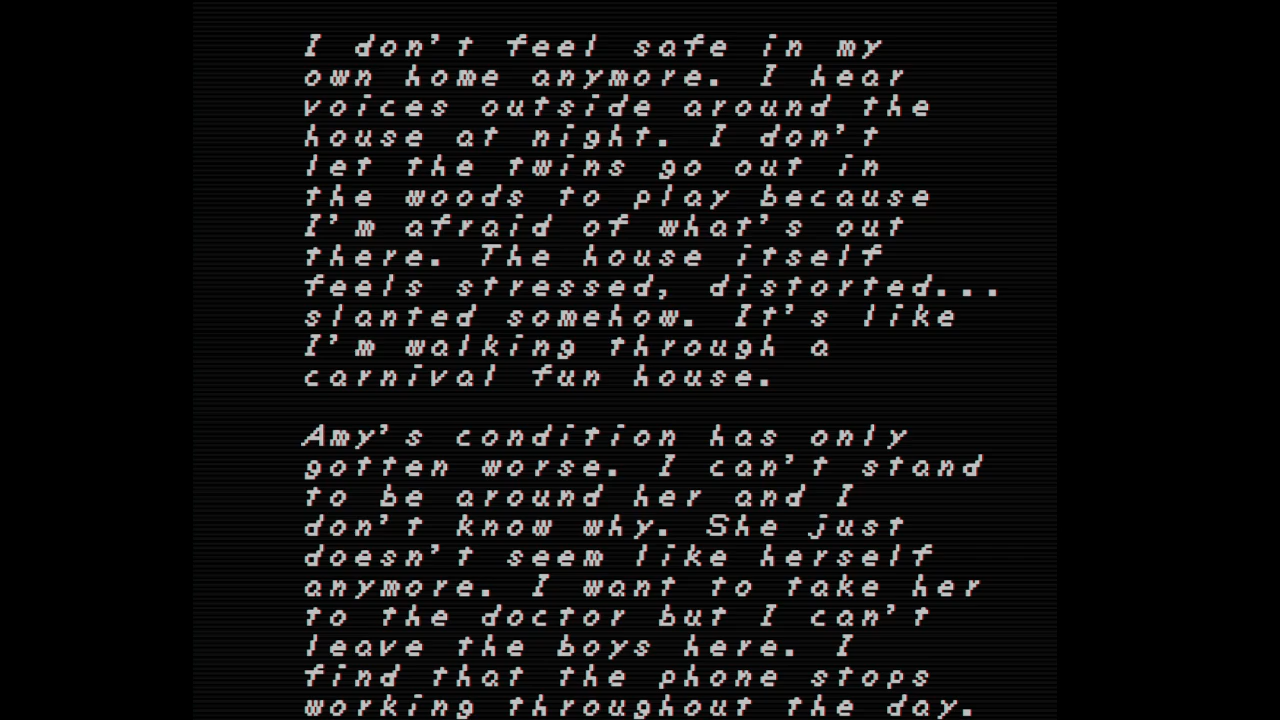 I don't feel safe in my
own home anymore. I hear
voices outside around the
house at night. I don't
let the twins go out in
the woods to play because
I'm afraid of what's out
there. The house itself
feels stressed, distorted...
slanted somehow. It's like
I'm walking through a
carnival fun house.

Amy's condition has only
gotten worse. I can't stand
to be around her and I
don't know why. She just
doesn't seem like herself
anymore. I want to take her
to the doctor but I can't
leave the boys here. I
find that the phone stops
working throughout the day.